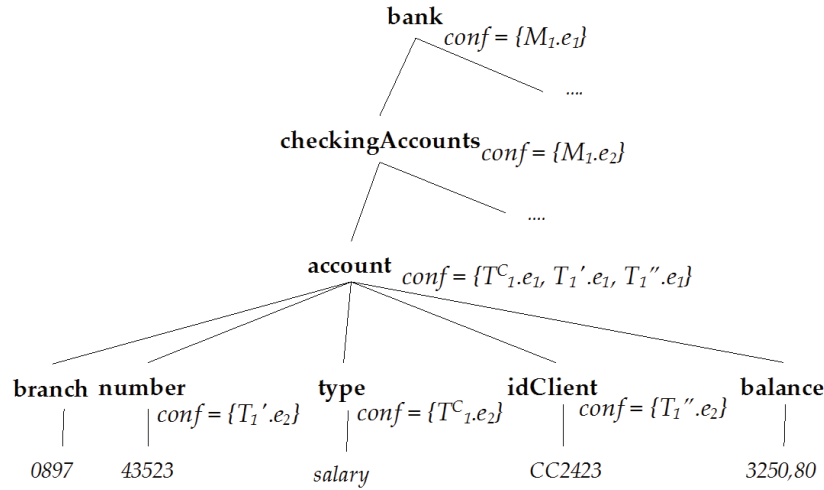 bank
conf = {M₁.e₁}
....
checkingAccounts
conf = {M₁.e₂}
....
account
conf = {Tᶜ₁.e₁, T₁'.e₁, T₁''.e₁}
branch number type idClient balance
conf = {T₁'.e₂} conf = {Tᶜ₁.e₂} conf = {T₁''.e₂}
0897 43523 salary CC2423 3250,80